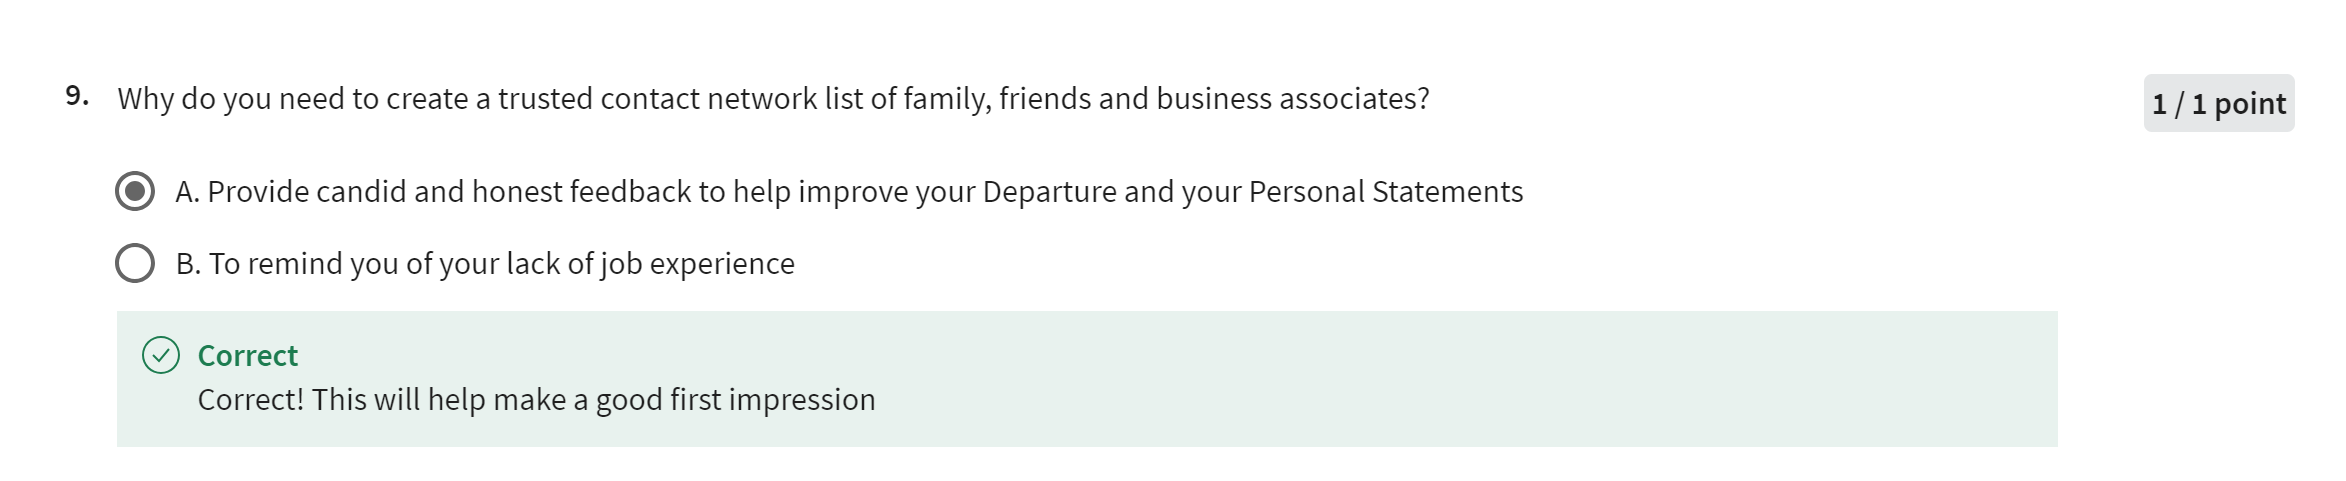 9. Why do you need to create a trusted contact network list of family, friends and business associates?
1 / 1 point
A. Provide candid and honest feedback to help improve your Departure and your Personal Statements
B. To remind you of your lack of job experience
Correct
Correct! This will help make a good first impression